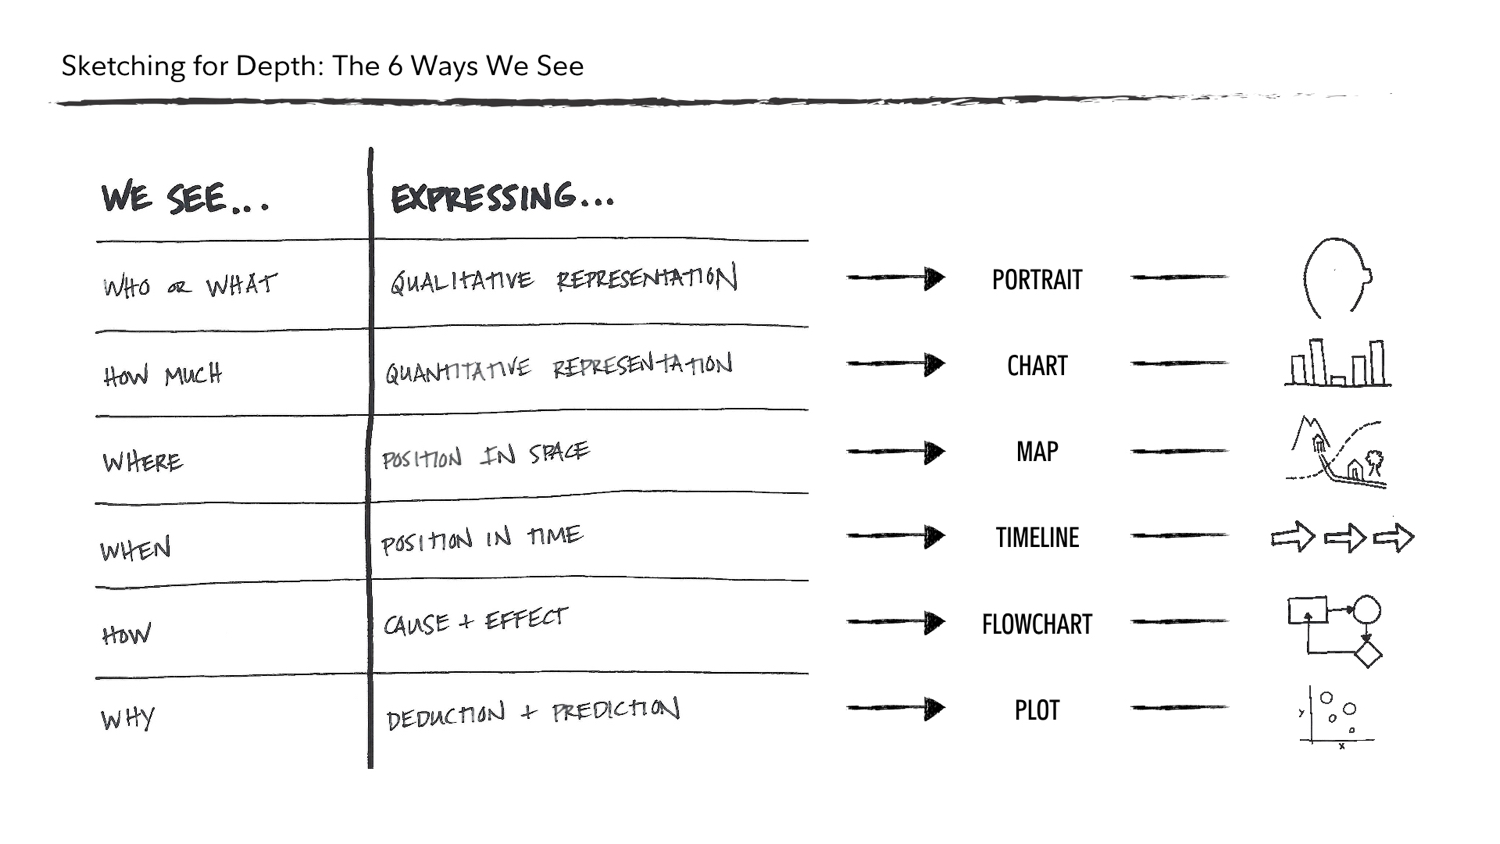 Sketching for Depth: The 6 Ways We See
WE SEE... EXPRESSING...
WHO OR WHAT QUALITATIVE REPRESENTATION PORTRAIT
HOW MUCH QUANTITATIVE REPRESENTATION CHART
WHERE POSITION IN SPACE MAP
WHEN POSITION IN TIME TIMELINE
HOW CAUSE + EFFECT FLOWCHART
WHY DEDUCTION + PREDICTION PLOT
y
x